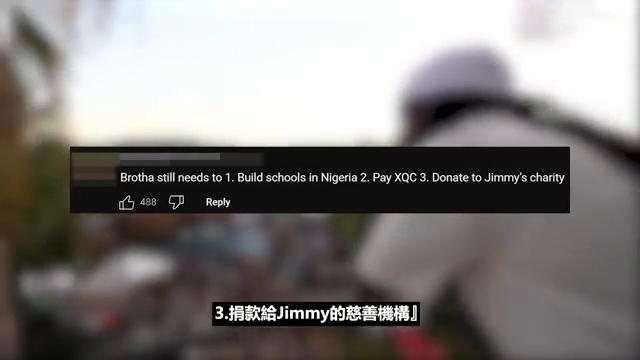 Brotha still needs to 1. Build schools in Nigeria 2. Pay XQC 3. Donate to Jimmy's charity
488 Reply
3.捐款給Jimmy的慈善機構』